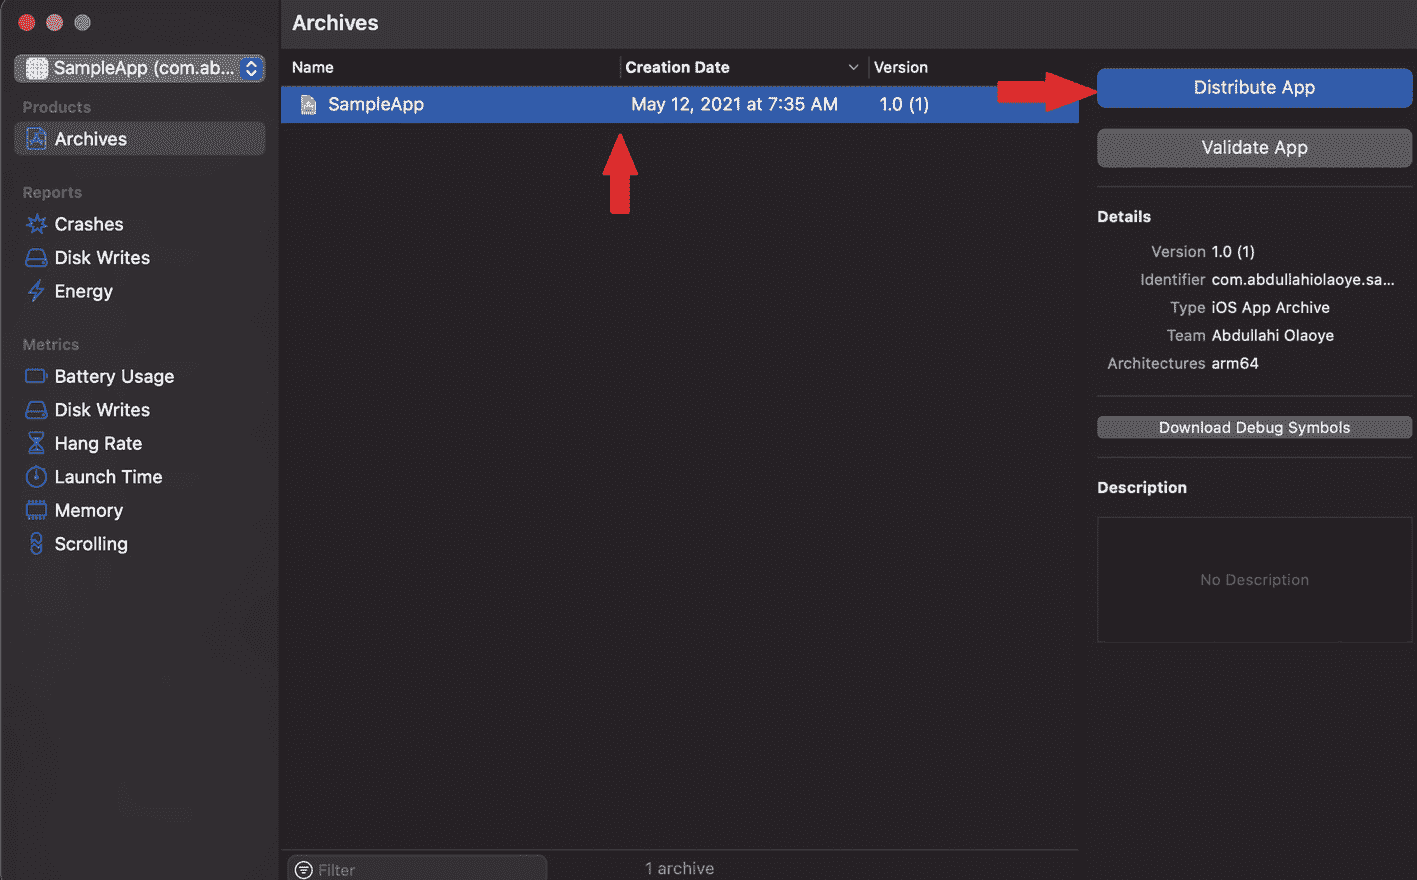 Archives
SampleApp (com.ab...
Products
Archives
Reports
Crashes
Disk Writes
Energy
Metrics
Battery Usage
Disk Writes
Hang Rate
Launch Time
Memory
Scrolling
Name Creation Date Version
SampleApp May 12, 2021 at 7:35 AM 1.0 (1)
Filter
1 archive
Distribute App
Validate App
Details
Version 1.0 (1)
Identifier com.abdullahiolaoye.sa...
Type iOS App Archive
Team Abdullahi Olaoye
Architectures arm64
Download Debug Symbols
Description
No Description